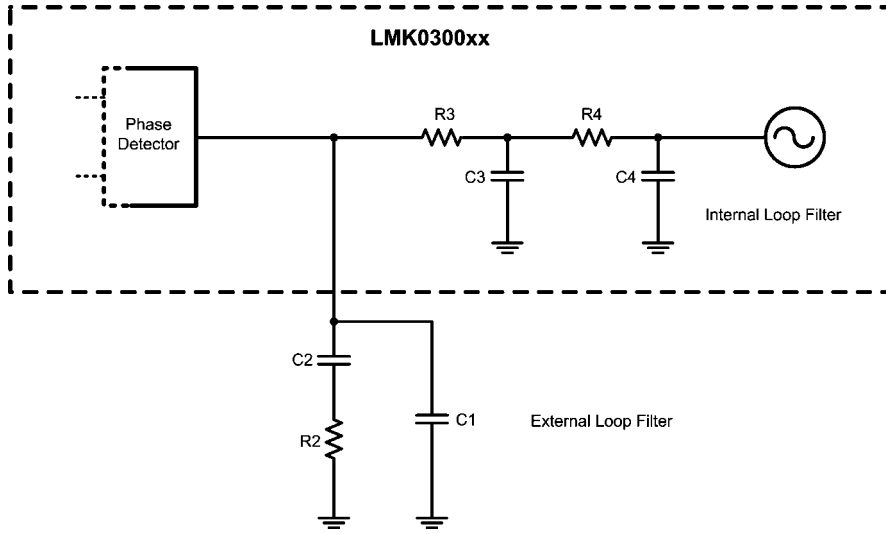 LMK0300xx
Phase
Detector
R3
R4
C3
C4
Internal Loop Filter
C2
C1
R2
External Loop Filter